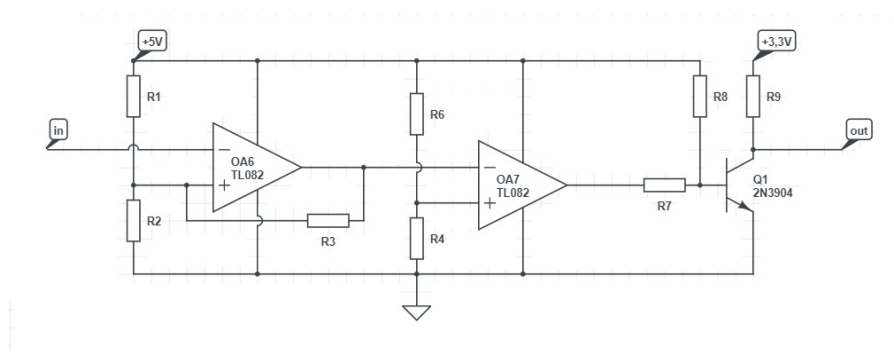 +5V
+3,3V
R1
R8
R9
R6
in
out
OA6
TL082
OA7
TL082
Q1
2N3904
R7
R2
R3
R4